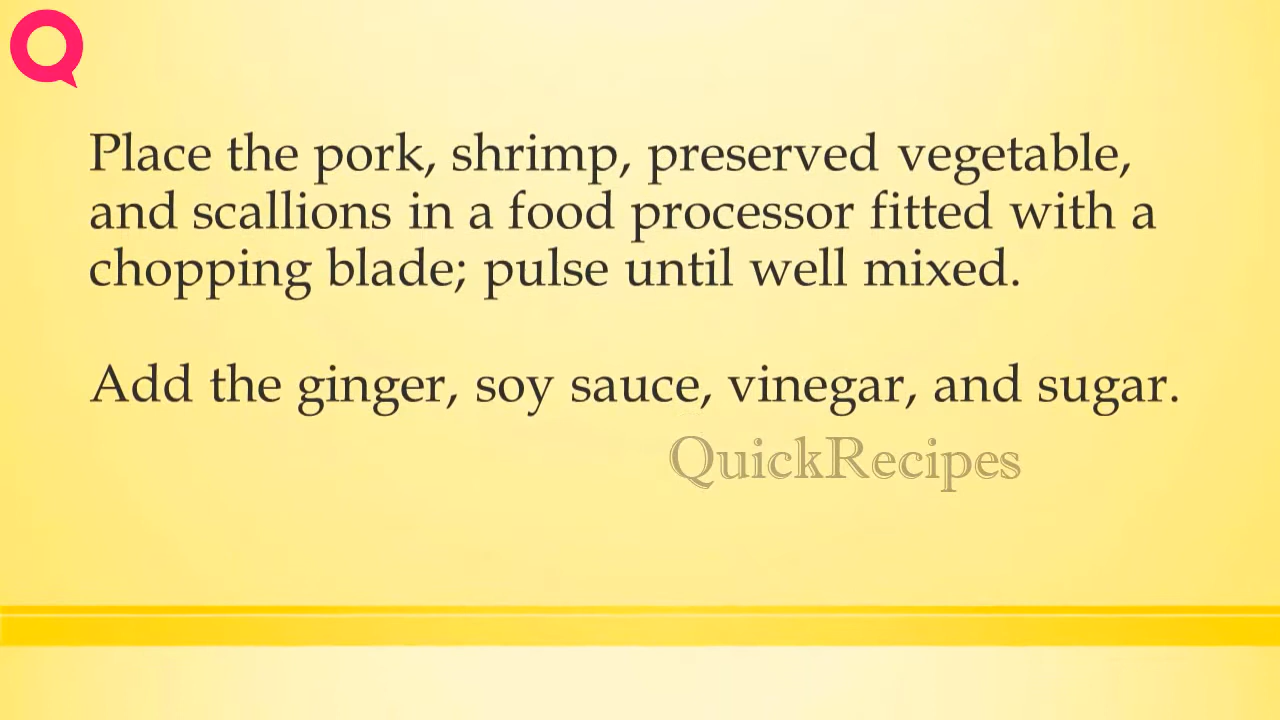 Place the pork, shrimp, preserved vegetable,
and scallions in a food processor fitted with a
chopping blade; pulse until well mixed.
Add the ginger, soy sauce, vinegar, and sugar.
QuickRecipes